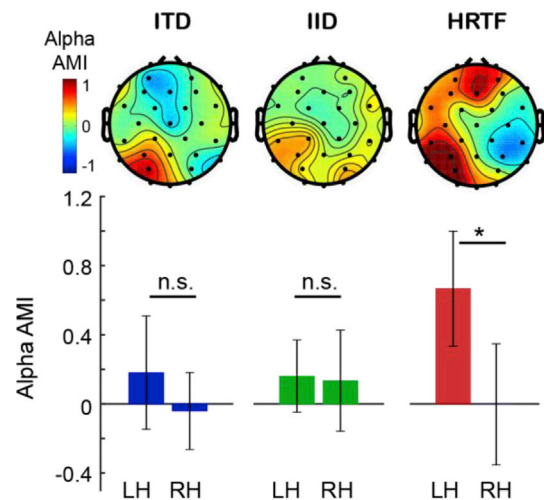 ITD IID HRTF
Alpha
AMI
1
0
-1
1.2
0.8
0.4
0
-0.4
Alpha AMI
n.s. n.s. *
LH RH LH RH LH RH